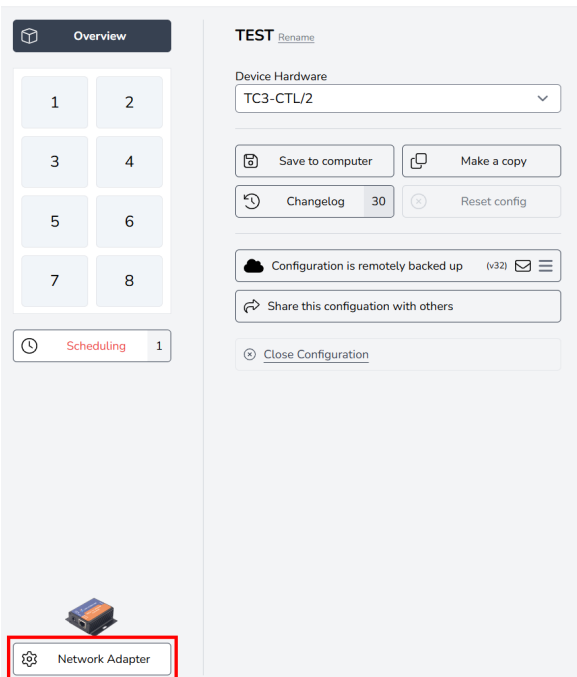 Overview
1 2
3 4
5 6
7 8
Scheduling 1
Network Adapter
TEST Rename
Device Hardware
TC3-CTL/2
Save to computer
Make a copy
Changelog 30
Reset config
Configuration is remotely backed up (v32)
Share this configuation with others
Close Configuration